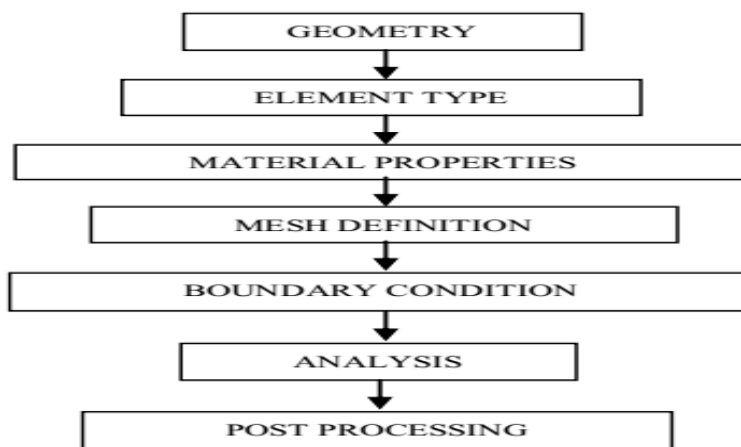 GEOMETRY
ELEMENT TYPE
MATERIAL PROPERTIES
MESH DEFINITION
BOUNDARY CONDITION
ANALYSIS
POST PROCESSING